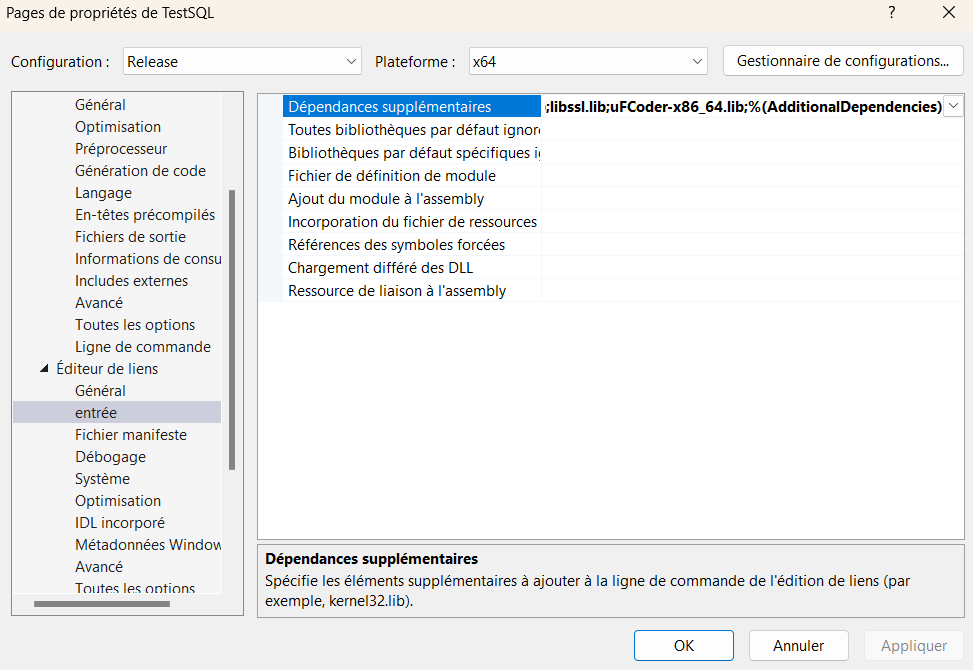 Pages de propriétés de TestSQL
?
Configuration :
Release
Plateforme :
x64
Gestionnaire de configurations...
Général
Optimisation
Préprocesseur
Génération de code
Langage
En-têtes précompilés
Fichiers de sortie
Informations de consu
Includes externes
Avancé
Toutes les options
Ligne de commande
Éditeur de liens
Général
entrée
Fichier manifeste
Débogage
Système
Optimisation
IDL incorporé
Métadonnées Window
Avancé
Toutes les options
Dépendances supplémentaires ;libssl.lib;uFCoder-x86_64.lib;%(AdditionalDependencies)
Toutes bibliothèques par défaut ignoré
Bibliothèques par défaut spécifiques ig
Fichier de définition de module
Ajout du module à l'assembly
Incorporation du fichier de ressources
Références des symboles forcées
Chargement différé des DLL
Ressource de liaison à l'assembly
Dépendances supplémentaires
Spécifie les éléments supplémentaires à ajouter à la ligne de commande de l'édition de liens (par
exemple, kernel32.lib).
OK
Annuler
Appliquer